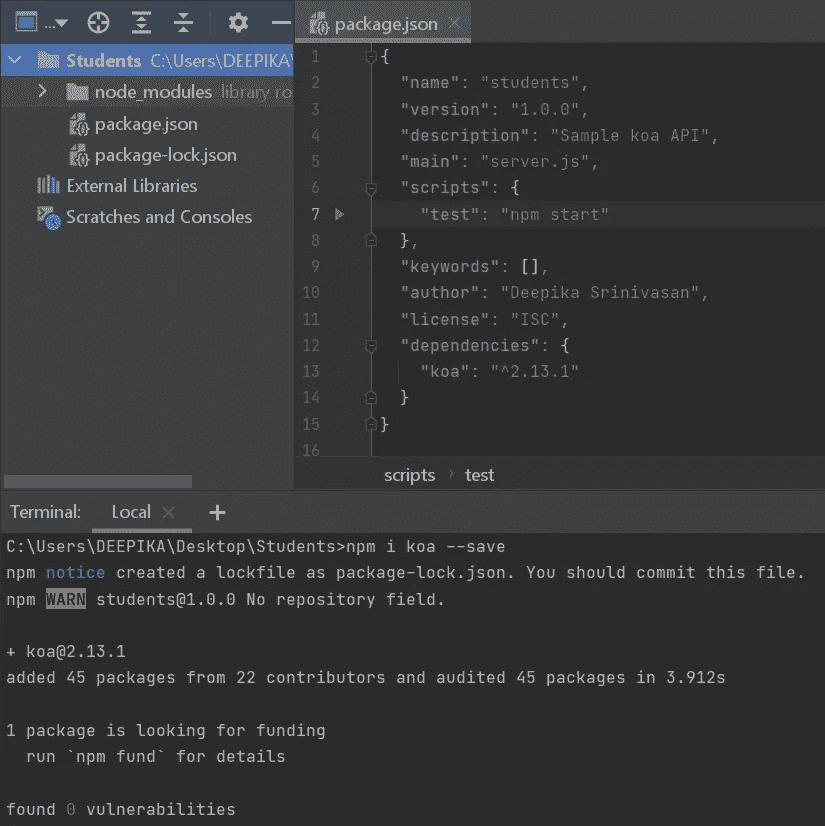 ...
package.json
Students C:\Users\DEEPIKA\
node_modules library ro
package.json
package-lock.json
External Libraries
Scratches and Consoles
1 {
2 "name": "students",
3 "version": "1.0.0",
4 "description": "Sample koa API",
5 "main": "server.js",
6 "scripts": {
7 "test": "npm start"
8 },
9 "keywords": [],
10 "author": "Deepika Srinivasan",
11 "license": "ISC",
12 "dependencies": {
13 "koa": "^2.13.1"
14 }
15 }
16
scripts › test
Terminal: Local × +
C:\Users\DEEPIKA\Desktop\Students>npm i koa --save
npm notice created a lockfile as package-lock.json. You should commit this file.
npm WARN students@1.0.0 No repository field.
+ koa@2.13.1
added 45 packages from 22 contributors and audited 45 packages in 3.912s
1 package is looking for funding
run `npm fund` for details
found 0 vulnerabilities